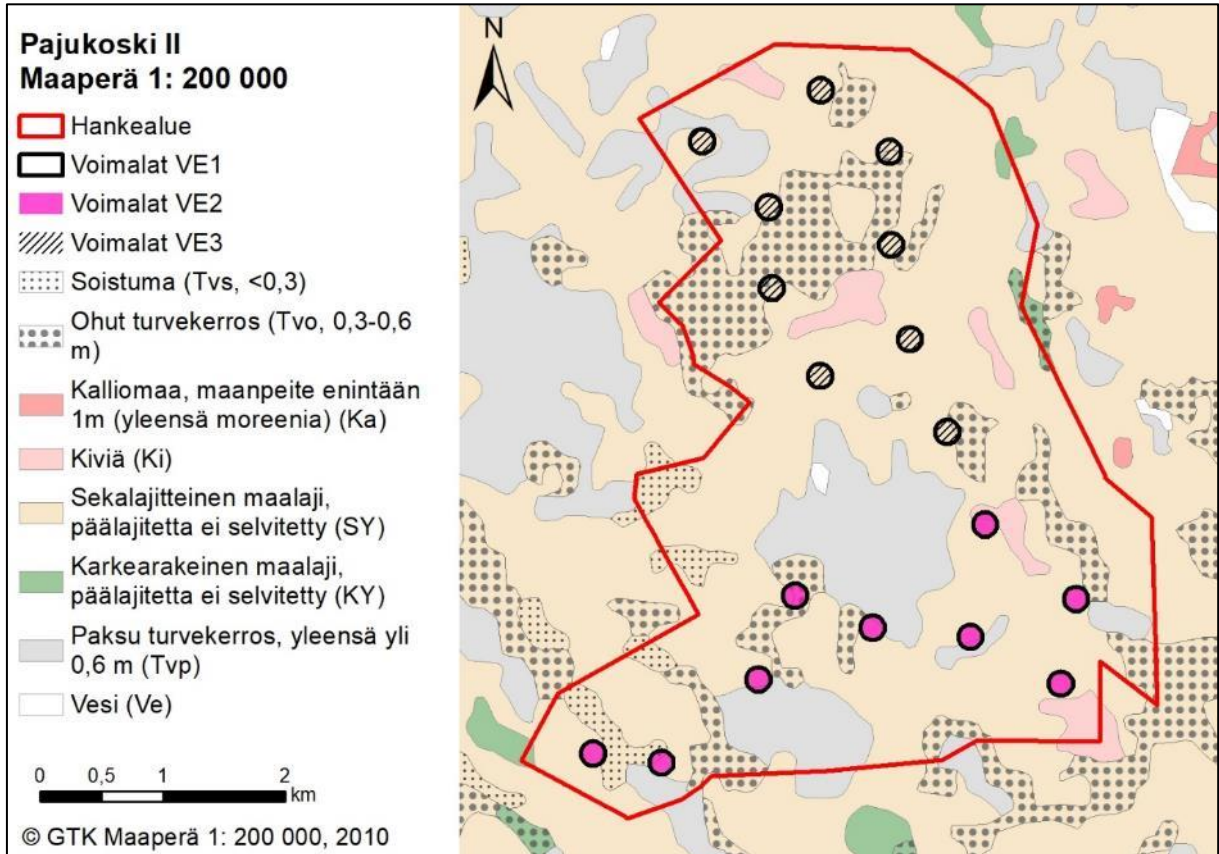 Pajukoski II
Maaperä 1: 200 000
Hankealue
Voimalat VE1
Voimalat VE2
Voimalat VE3
Soistuma (Tvs, <0,3)
Ohut turvekerros (Tvo, 0,3-0,6
m)
Kalliomaa, maanpeite enintään
1m (yleensä moreenia) (Ka)
Kiviä (Ki)
Sekalajitteinen maalaji,
päälajitetta ei selvitetty (SY)
Karkearakeinen maalaji,
päälajitetta ei selvitetty (KY)
Paksu turvekerros, yleensä yli
0,6 m (Tvp)
Vesi (Ve)
0 0,5 1 2
km
© GTK Maaperä 1: 200 000, 2010
N